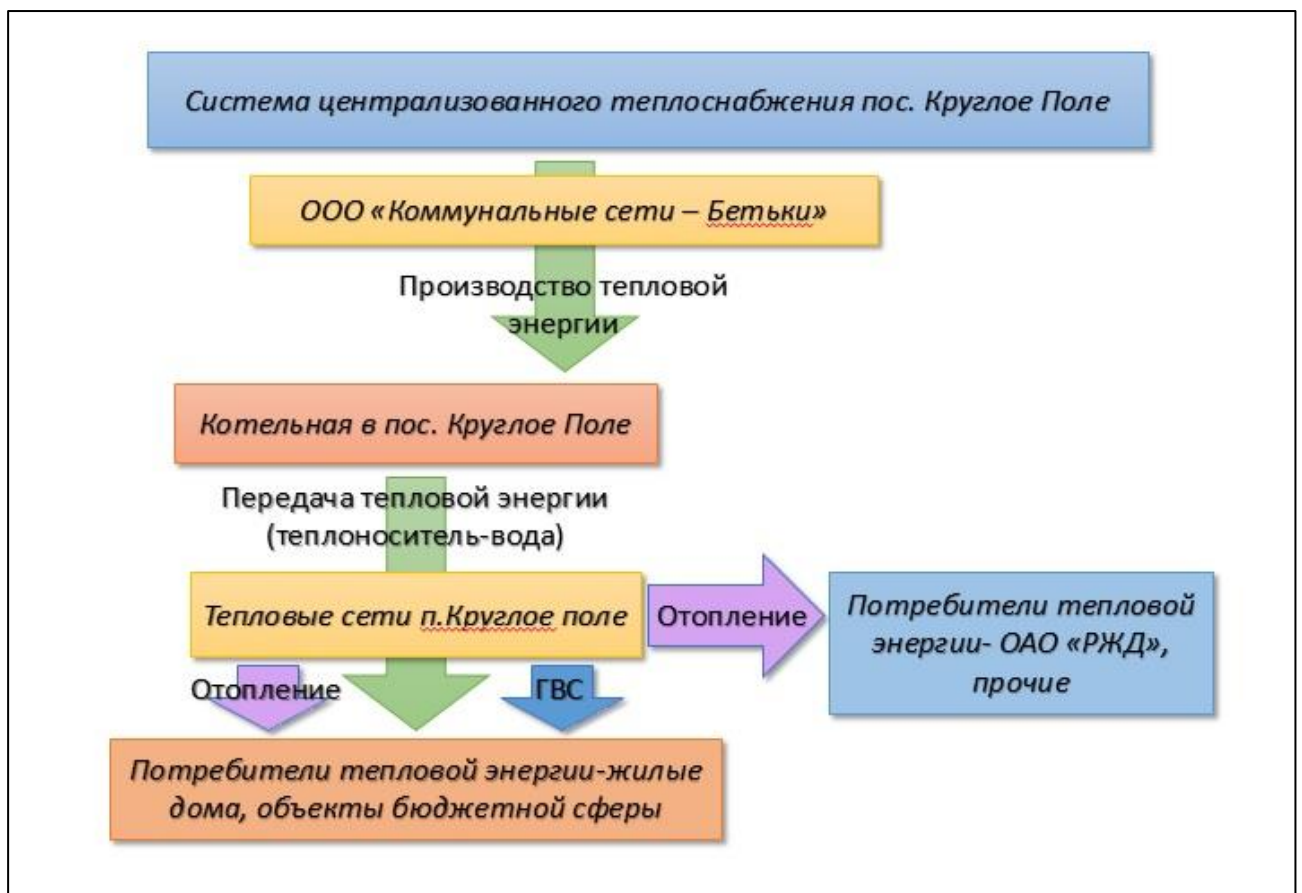 Система централизованного теплоснабжения пос. Круглое Поле
ООО «Коммунальные сети – Бетьки»
Производство тепловой
энергии
Котельная в пос. Круглое Поле
Передача тепловой энергии
(теплоноситель-вода)
Тепловые сети п.Круглое поле
Отопление
Потребители тепловой
энергии- ОАО «РЖД»,
прочие
Отопление
ГВС
Потребители тепловой энергии-жилые
дома, объекты бюджетной сферы